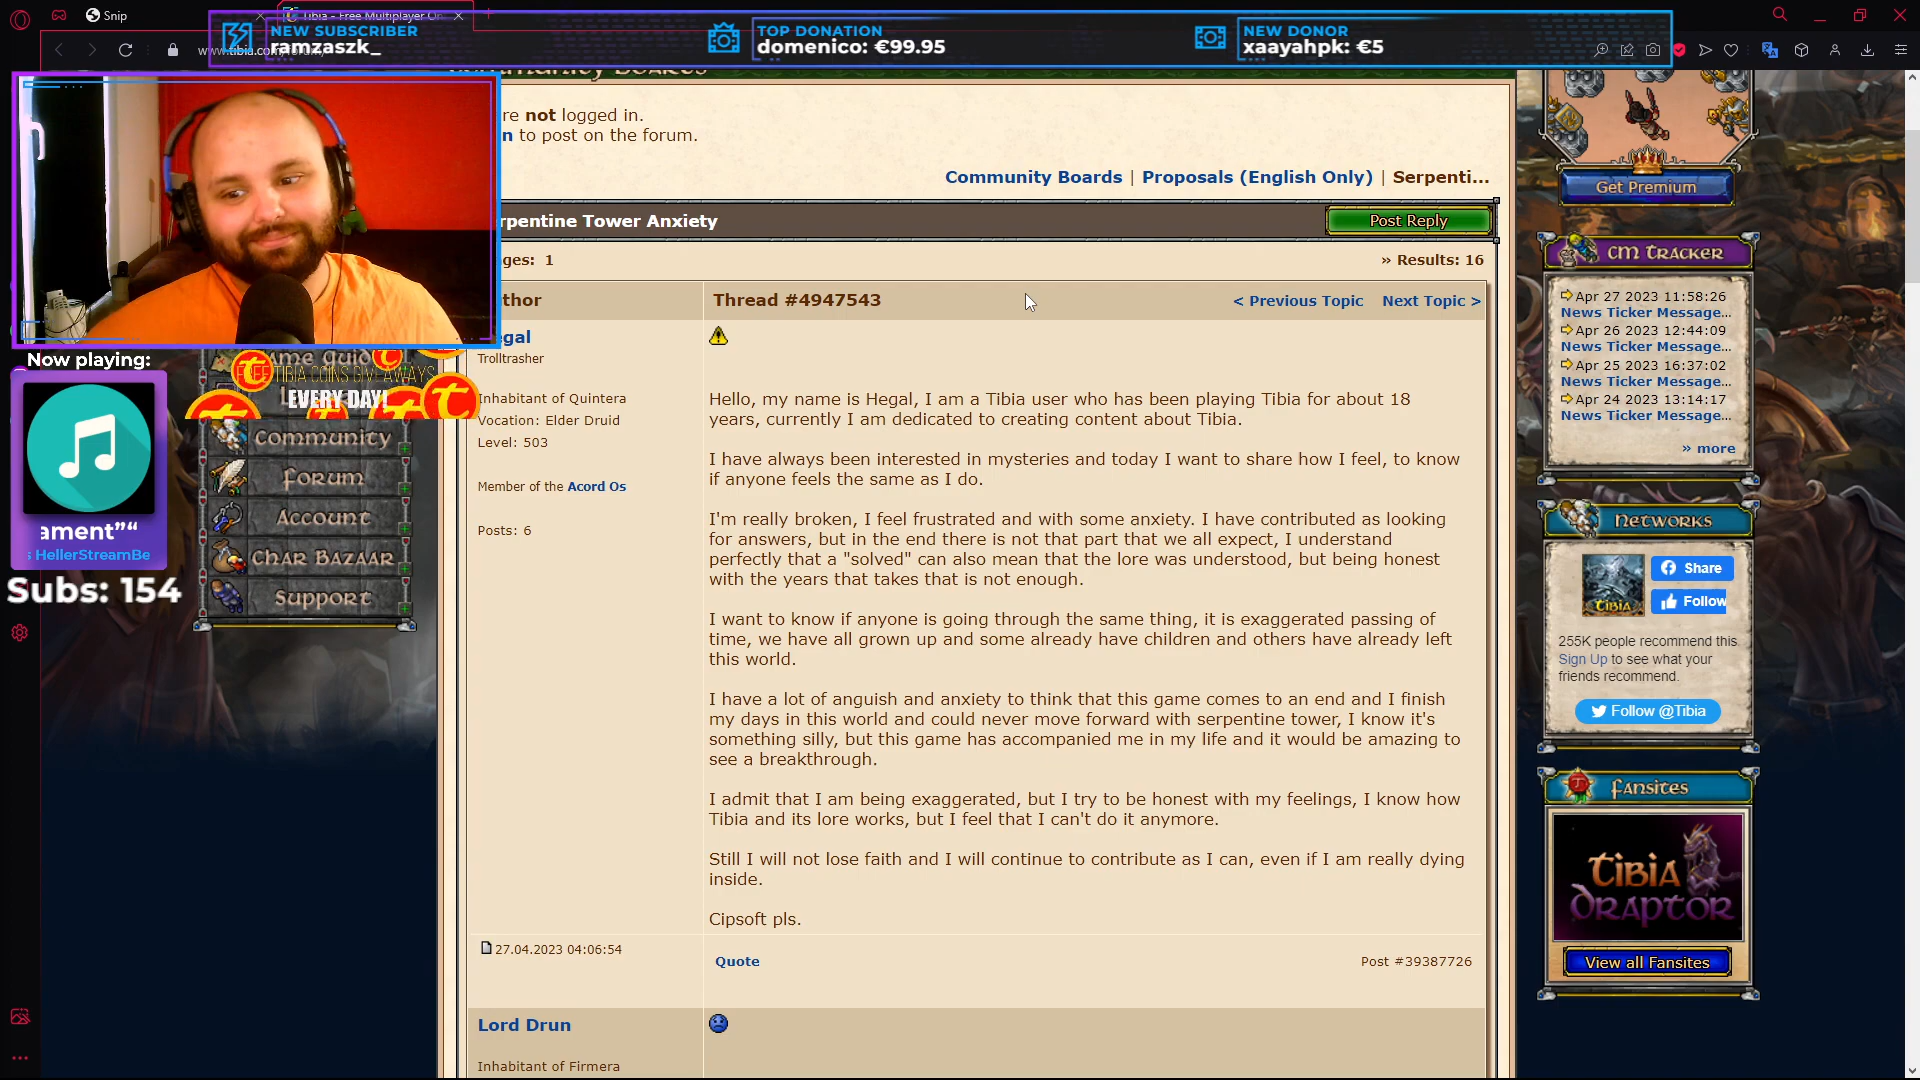 Snip
Tibia - Free Multiplayer On
NEW SUBSCRIBER
ramzaszk_
TOP DONATION
domenico: €99.95
NEW DONOR
xaayahpk: €5
www.tibia.com/forum/
Community Boards
re not logged in.
n to post on the forum.
Community Boards | Proposals (English Only) | Serpenti...
rpentine Tower Anxiety
Post Reply
ges: 1
» Results: 16
thor
Thread #4947543
< Previous Topic
Next Topic >
egal
Trolltrasher
Inhabitant of Quintera
Vocation: Elder Druid
Level: 503
Member of the Acord Os
Posts: 6
Hello, my name is Hegal, I am a Tibia user who has been playing Tibia for about 18
years, currently I am dedicated to creating content about Tibia.
I have always been interested in mysteries and today I want to share how I feel, to know
if anyone feels the same as I do.
I'm really broken, I feel frustrated and with some anxiety. I have contributed as looking
for answers, but in the end there is not that part that we all expect, I understand
perfectly that a "solved" can also mean that the lore was understood, but being honest
with the years that takes that is not enough.
I want to know if anyone is going through the same thing, it is exaggerated passing of
time, we have all grown up and some already have children and others have already left
this world.
I have a lot of anguish and anxiety to think that this game comes to an end and I finish
my days in this world and could never move forward with serpentine tower, I know it's
something silly, but this game has accompanied me in my life and it would be amazing to
see a breakthrough.
I admit that I am being exaggerated, but I try to be honest with my feelings, I know how
Tibia and its lore works, but I feel that I can't do it anymore.
Still I will not lose faith and I will continue to contribute as I can, even if I am really dying
inside.
Cipsoft pls.
27.04.2023 04:06:54
Quote
Post #39387726
Lord Drun
Inhabitant of Firmera
Now playing:
ament”“
s HellerStreamBe
Subs: 154
ame Guid
FREE TIBIA COINS GIVEAWAYS
EVERY DAY!
Community
Forum
Account
Char Bazaar
Support
Get Premium
CM Tracker
Apr 27 2023 11:58:26
News Ticker Message...
Apr 26 2023 12:44:09
News Ticker Message...
Apr 25 2023 16:37:02
News Ticker Message...
Apr 24 2023 13:14:17
News Ticker Message...
» more
Networks
TIBIA
Share
Follow
255K people recommend this.
Sign Up to see what your
friends recommend.
Follow @Tibia
Fansites
TIBIA
DRAPTOR
View all Fansites